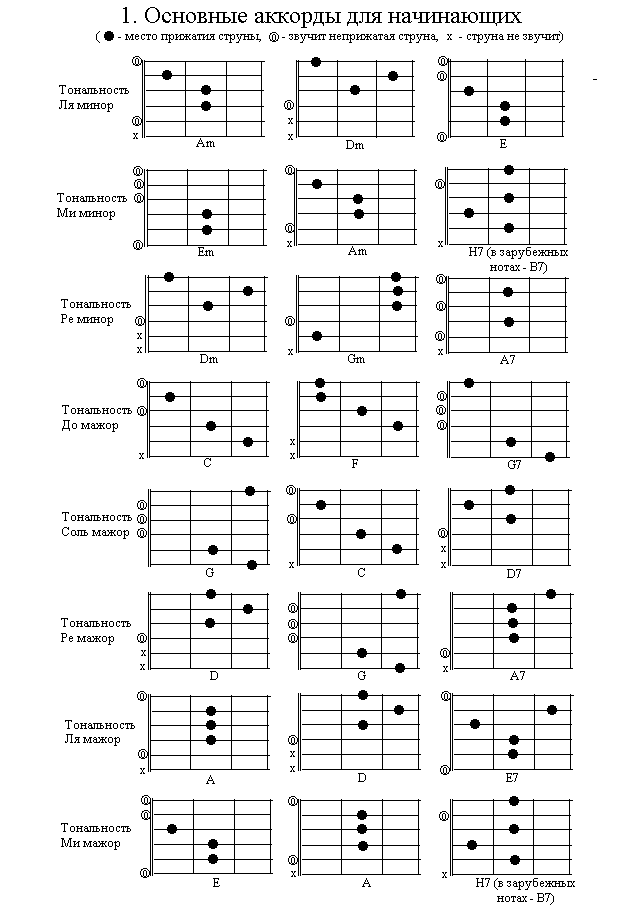 1. Основные аккорды для начинающих
( ● - место прижатия струны, ⓪ - звучит неприжатая струна, x - струна не звучит)
Тональность
Ля минор
Am
Dm
E
Тональность
Ми минор
Em
Am
H7 (в зарубежных
нотах - B7)
Тональность
Ре минор
Dm
Gm
A7
Тональность
До мажор
C
F
G7
Тональность
Соль мажор
G
C
D7
Тональность
Ре мажор
D
G
A7
Тональность
Ля мажор
A
D
E7
Тональность
Ми мажор
E
A
H7 (в зарубежных
нотах - B7)